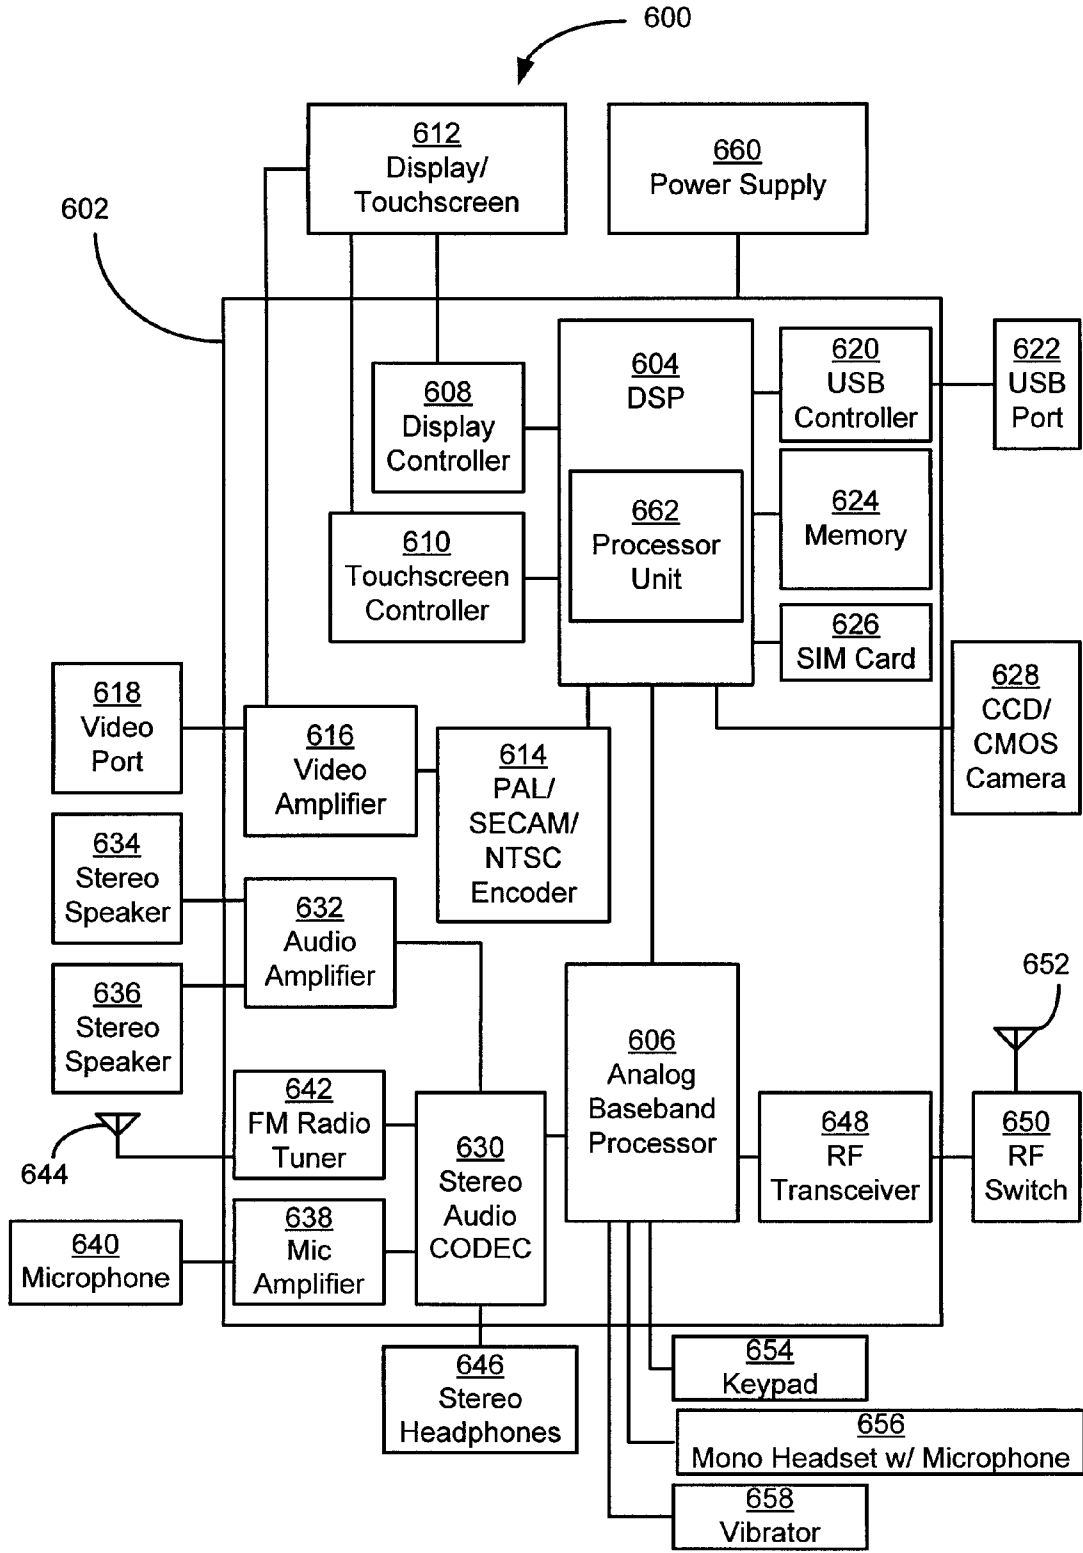 600
612
Display/
Touchscreen
660
Power Supply
602
604
DSP
620
USB
Controller
622
USB
Port
608
Display
Controller
662
Processor
Unit
624
Memory
610
Touchscreen
Controller
626
SIM Card
628
CCD/
CMOS
Camera
618
Video
Port
616
Video
Amplifier
614
PAL/
SECAM/
NTSC
Encoder
634
Stereo
Speaker
632
Audio
Amplifier
636
Stereo
Speaker
652
606
Analog
Baseband
Processor
642
FM Radio
Tuner
644
630
Stereo
Audio
CODEC
648
RF
Transceiver
650
RF
Switch
638
Mic
Amplifier
640
Microphone
646
Stereo
Headphones
654
Keypad
656
Mono Headset w/ Microphone
658
Vibrator